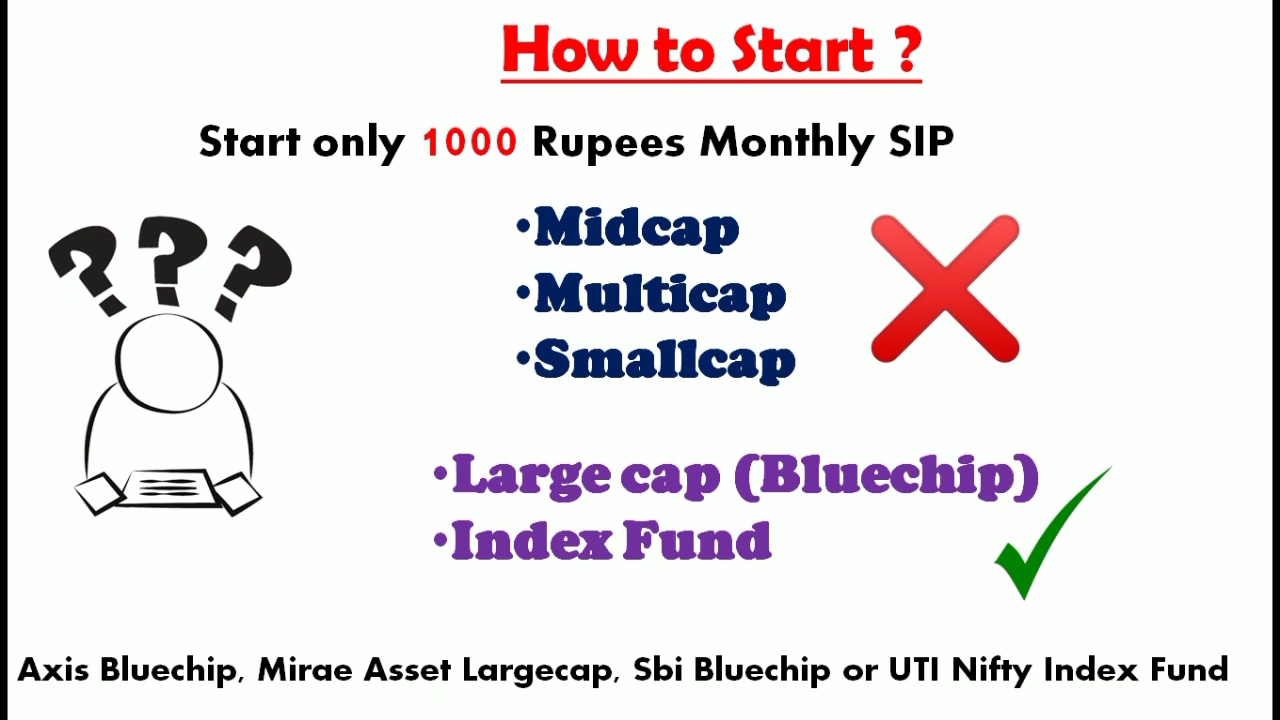 How to Start ?
Start only 1000 Rupees Monthly SIP
•Midcap
•Multicap
•Smallcap
•Large cap (Bluechip)
•Index Fund
Axis Bluechip, Mirae Asset Largecap, Sbi Bluechip or UTI Nifty Index Fund